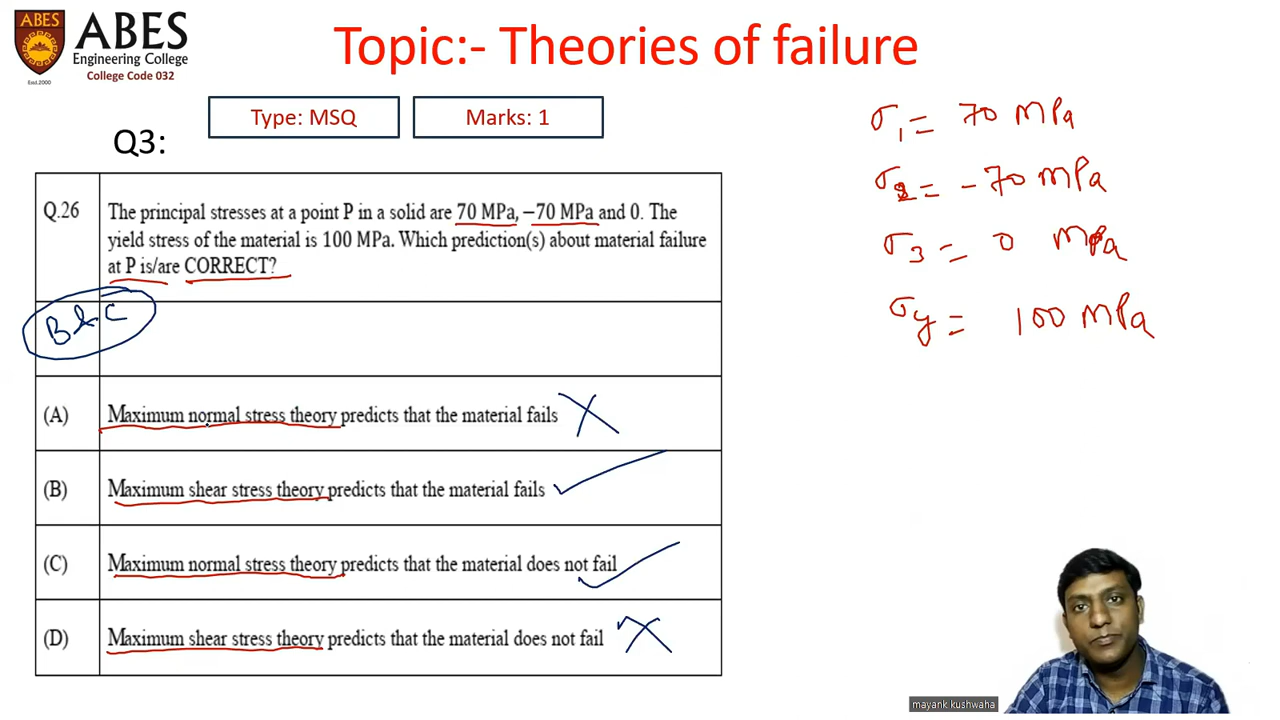 ABES
ABES
Engineering College
College Code 032
Estd.2000
Topic:- Theories of failure
Type: MSQ
Marks: 1
Q3:
Q.26
The principal stresses at a point P in a solid are 70 MPa, −70 MPa and 0. The
yield stress of the material is 100 MPa. Which prediction(s) about material failure
at P is/are CORRECT?
B & C
(A) Maximum normal stress theory predicts that the material fails
(B) Maximum shear stress theory predicts that the material fails
(C) Maximum normal stress theory predicts that the material does not fail
(D) Maximum shear stress theory predicts that the material does not fail
σ1 = 70 MPa
σ2 = -70 MPa
σ3 = 0 MPa
σy = 100 MPa
mayank kushwaha